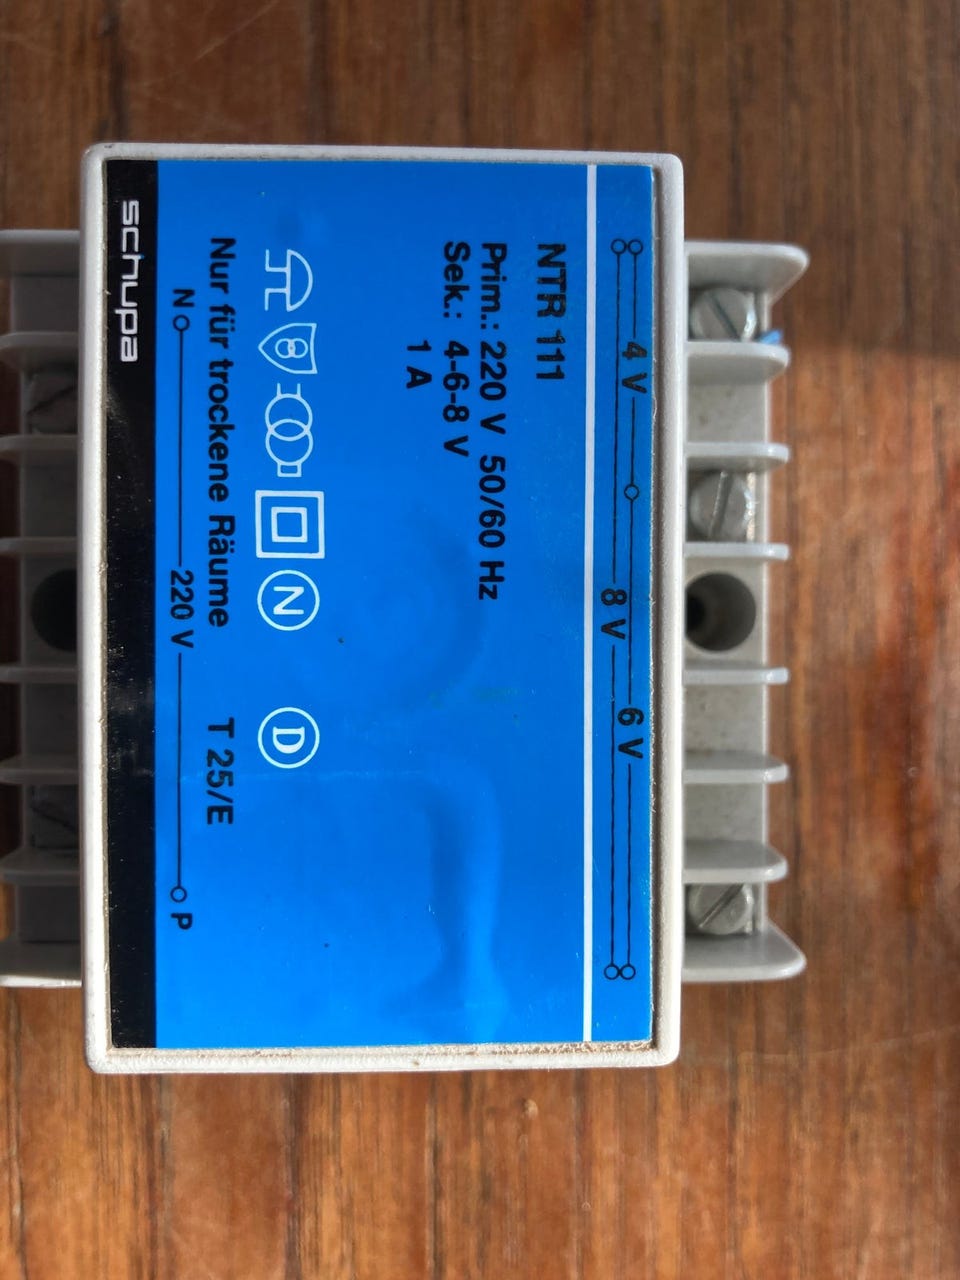 4 V 6 V
8 V
NTR 111
Prim.: 220 V 50/60 Hz
Sek.: 4-6-8 V
1 A
8 N D
Nur für trockene Räume T 25/E
N 220 V P
schupa